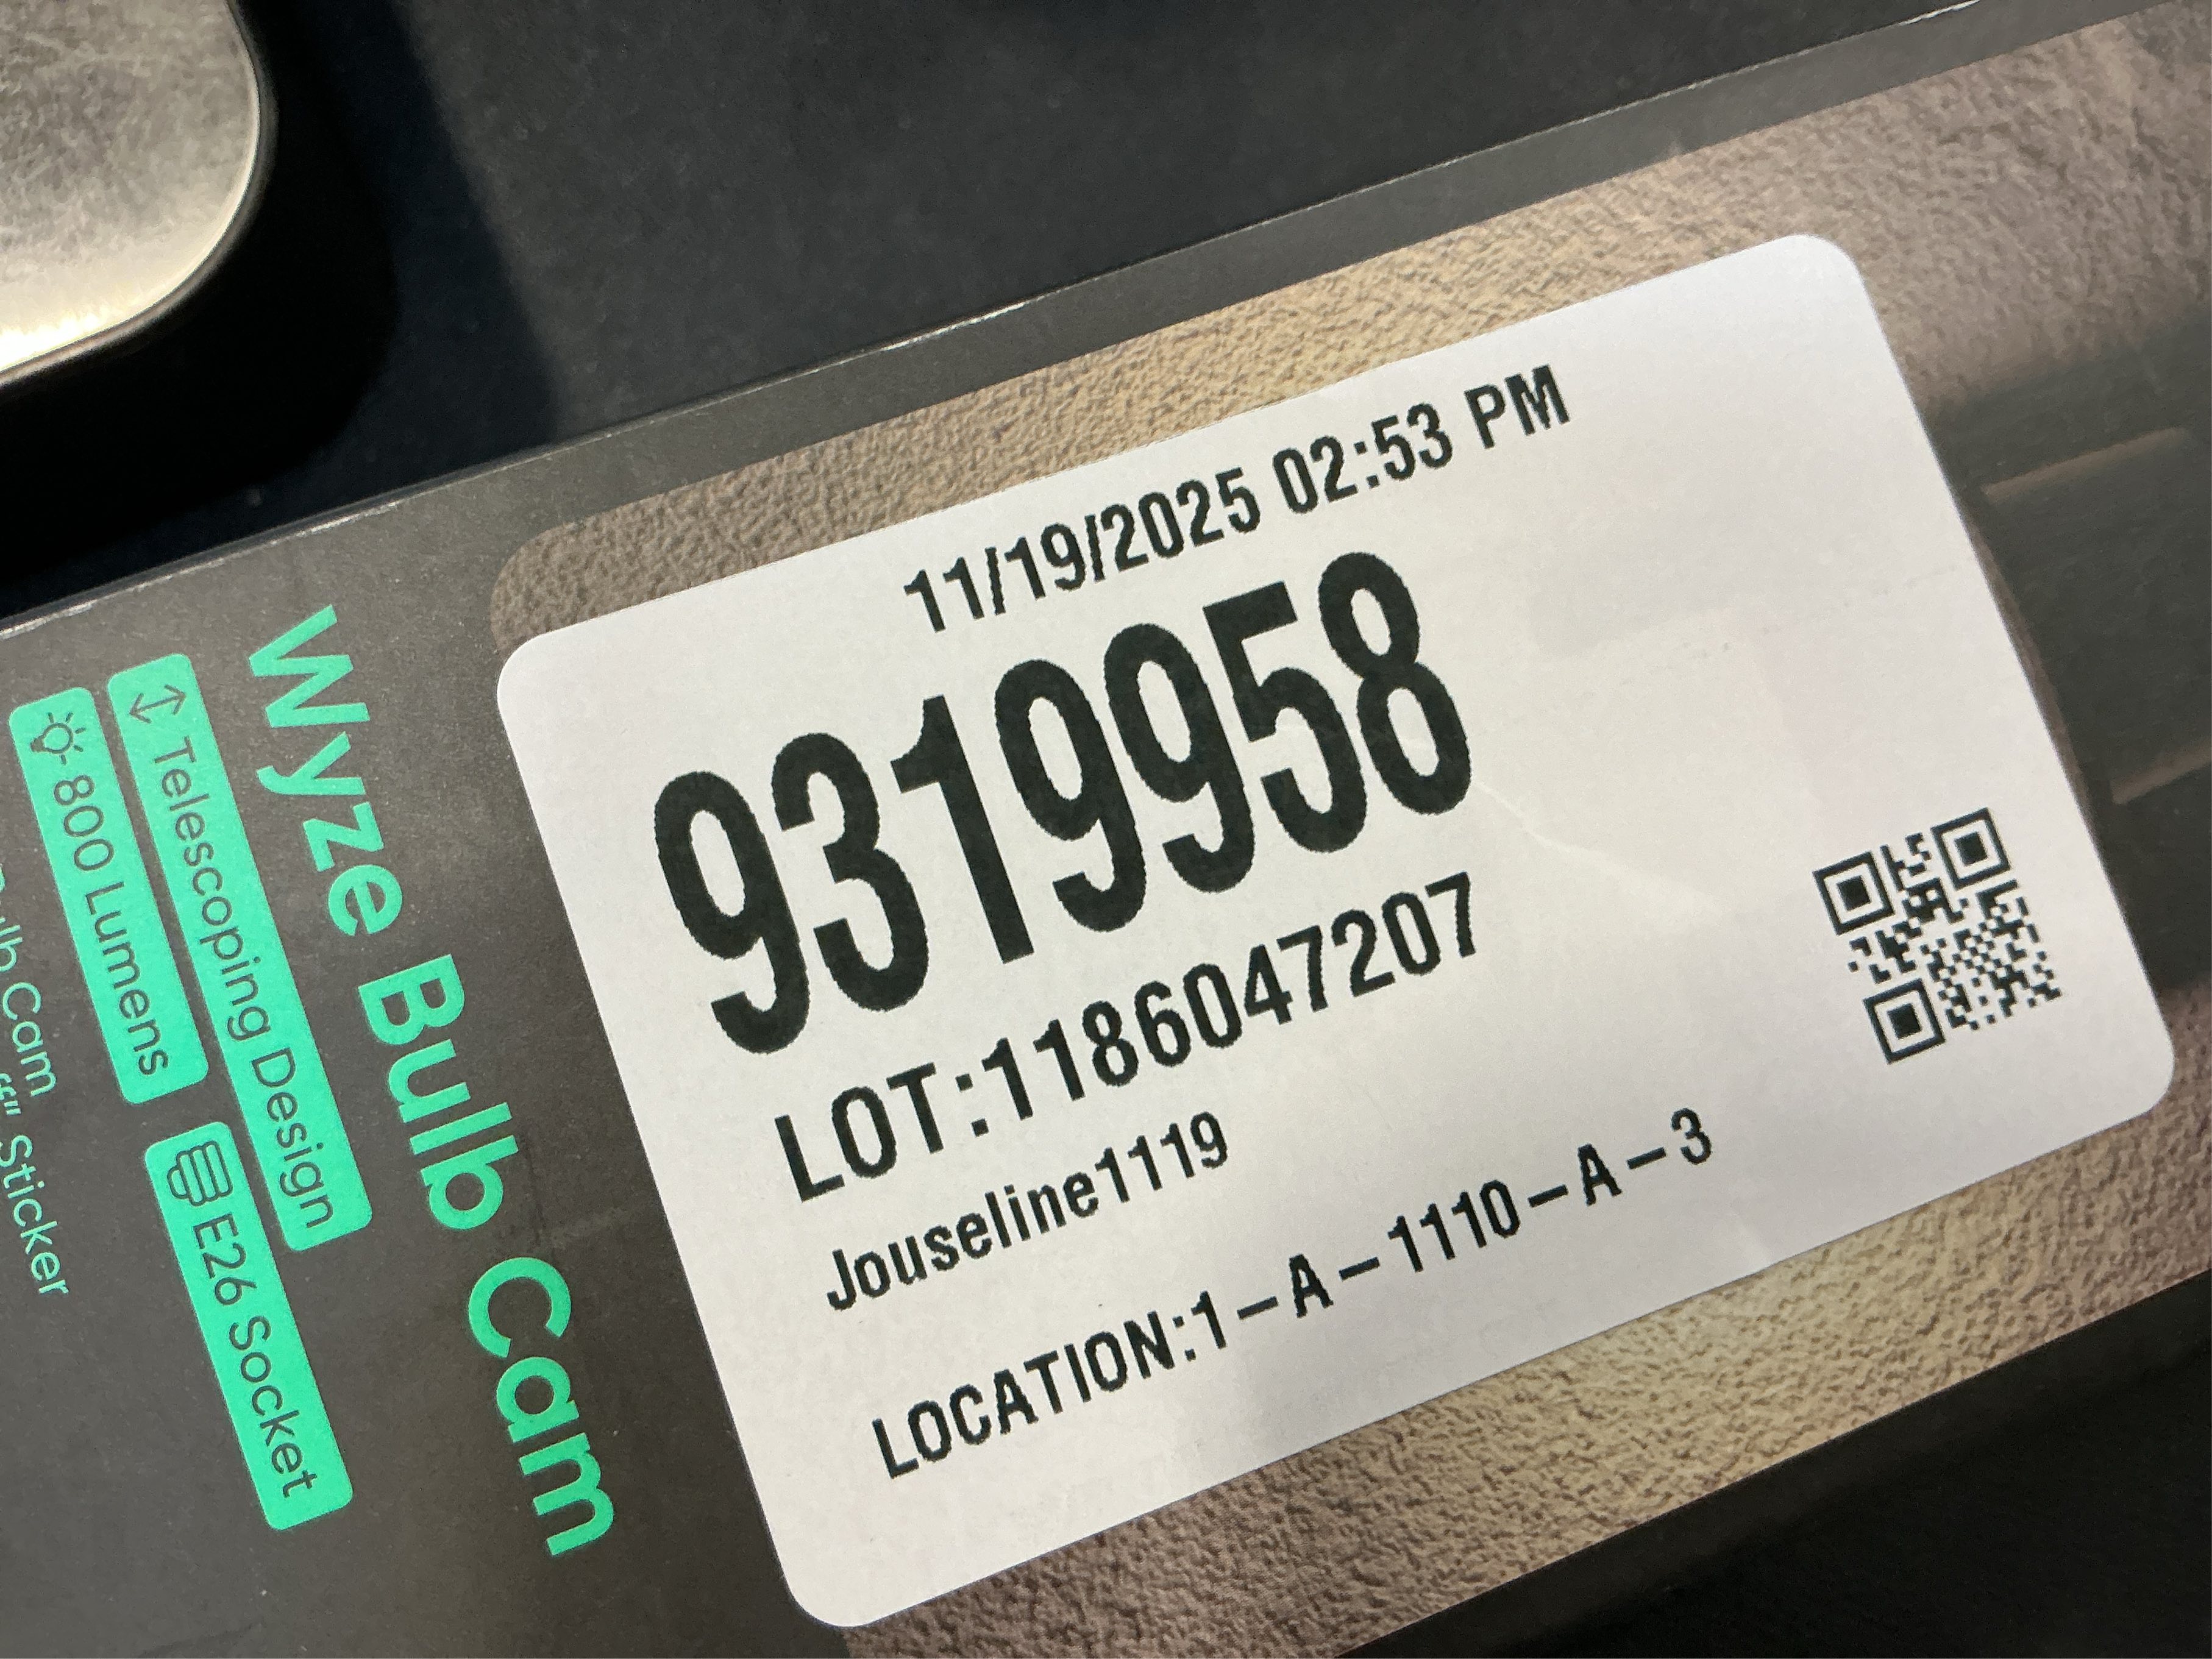 11/19/2025 02:53 PM
9319958
LOT:1186047207
Jouseline1119
LOCATION:1-A-1110-A-3
Wyze Bulb Cam
Telescoping Design
800 Lumens
E26 Socket
Cam
Sticker